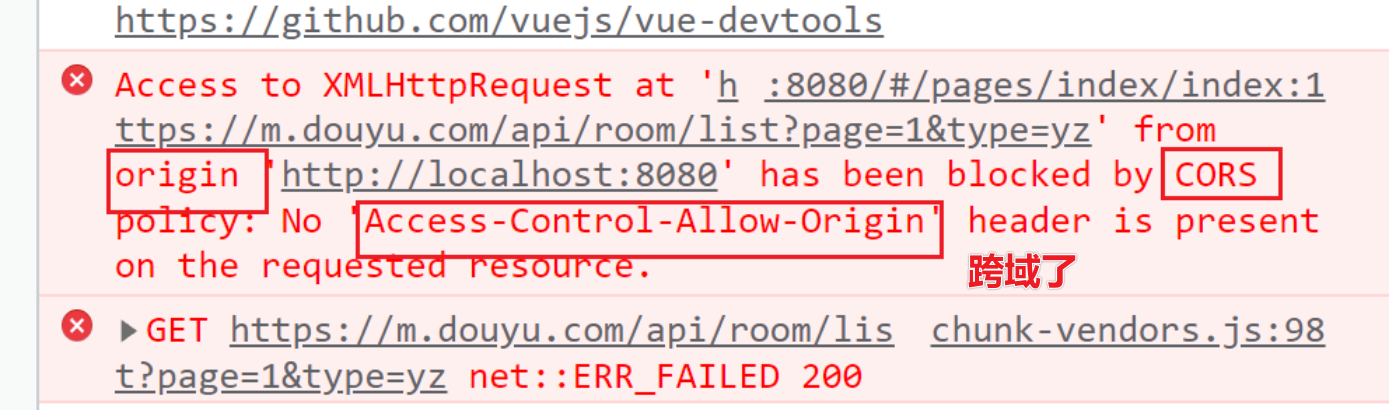 https://github.com/vuejs/vue-devtools
Access to XMLHttpRequest at 'h :8080/#/pages/index/index:1
ttps://m.douyu.com/api/room/list?page=1&type=yz' from
origin 'http://localhost:8080' has been blocked by CORS
policy: No 'Access-Control-Allow-Origin' header is present
on the requested resource.
跨域了
GET https://m.douyu.com/api/room/lis chunk-vendors.js:98
t?page=1&type=yz net::ERR_FAILED 200